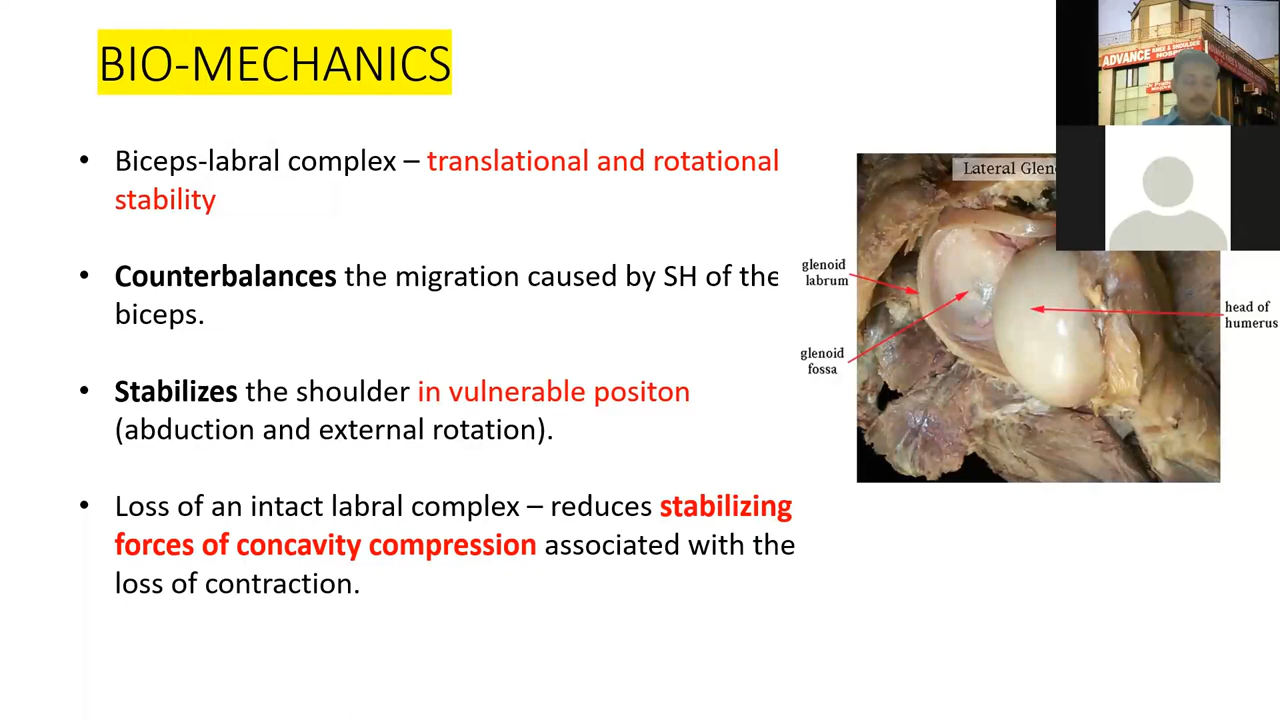 BIO-MECHANICS
• Biceps-labral complex – translational and rotational
stability
• Counterbalances the migration caused by SH of the
biceps.
• Stabilizes the shoulder in vulnerable positon
(abduction and external rotation).
• Loss of an intact labral complex – reduces stabilizing
forces of concavity compression associated with the
loss of contraction.
Lateral Glen
glenoid
labrum
glenoid
fossa
head of
humerus
ADVANCE KNEE & SHOULDER